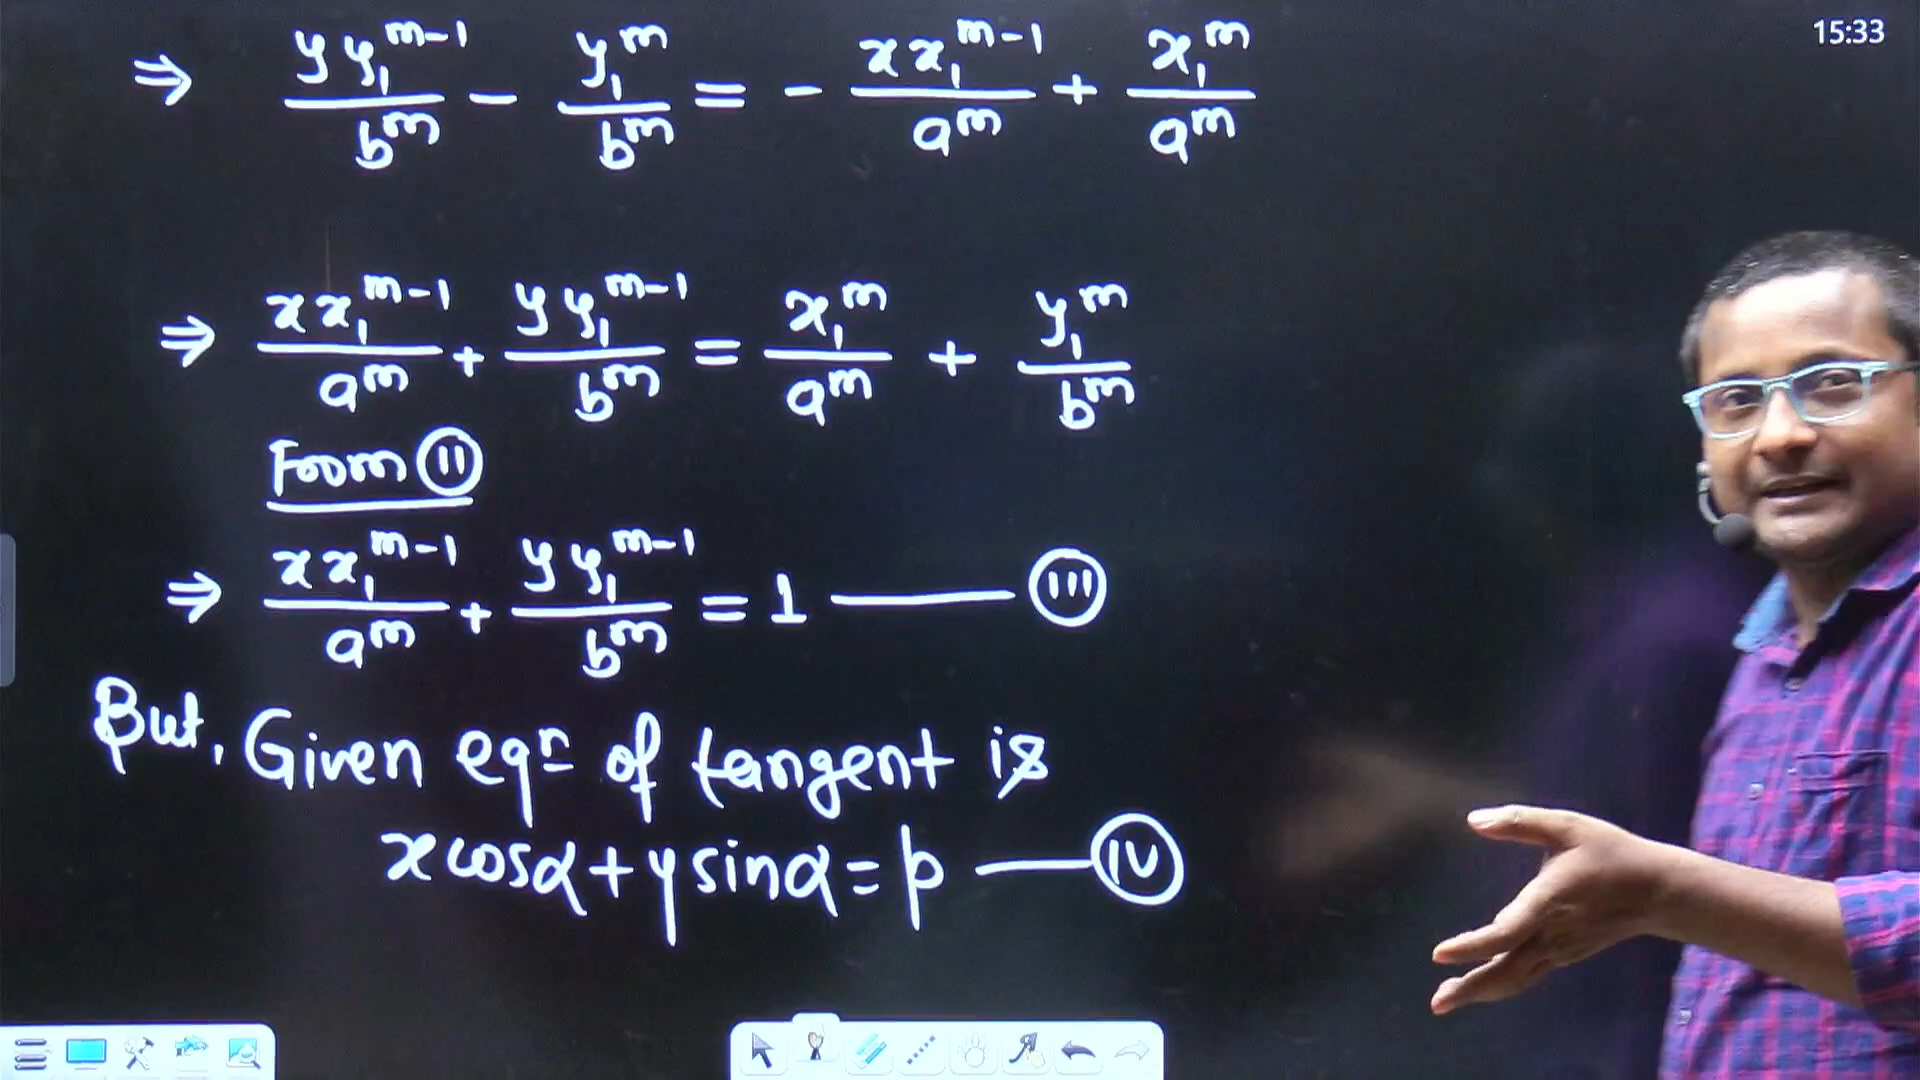 15:33
⇒ yy₁^{m-1}/b^m - y₁^m/b^m = - xx₁^{m-1}/a^m + x₁^m/a^m
⇒ xx₁^{m-1}/a^m + yy₁^{m-1}/b^m = x₁^m/a^m + y₁^m/b^m
From (II)
⇒ xx₁^{m-1}/a^m + yy₁^{m-1}/b^m = 1 —— (III)
But, Given eqn of tangent is
x cosα + y sinα = p —— (IV)